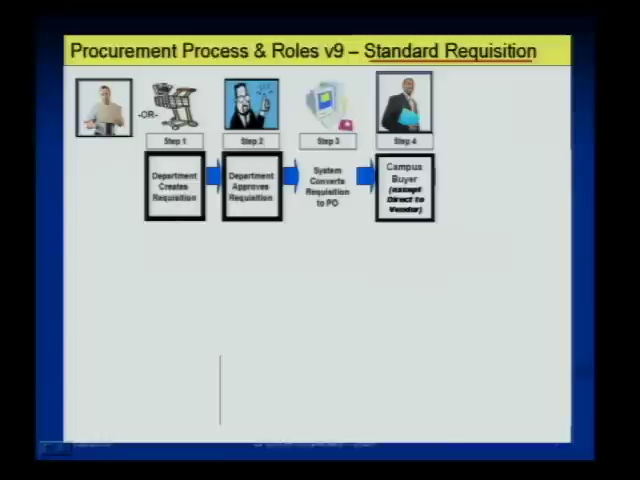 Procurement Process & Roles v9 – Standard Requisition
-OR-
Step 1
Step 2
Step 3
Step 4
Department
Creates
Requisition
Department
Approves
Requisition
System
Converts
Requisition
to PO
Campus
Buyer
(except
Direct to
Vendor)